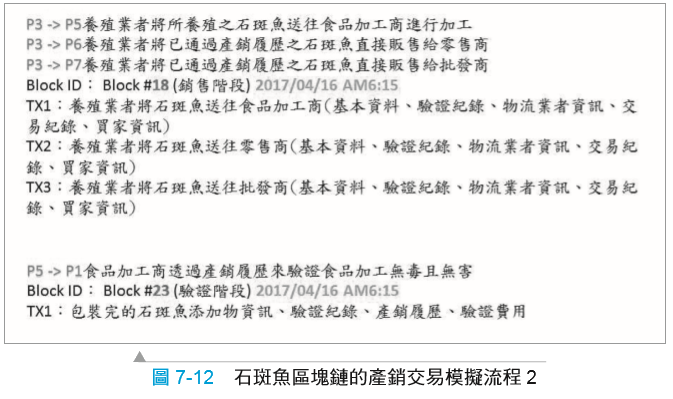 P3 -> P5養殖業者將所養殖之石斑魚送往食品加工商進行加工
P3 -> P6養殖業者將已通過產銷履歷之石斑魚直接販售給零售商
P3 -> P7養殖業者將已通過產銷履歷之石斑魚直接販售給批發商
Block ID： Block #18 (銷售階段) 2017/04/16 AM6:15
TX1：養殖業者將石斑魚送往食品加工商(基本資料、驗證紀錄、物流業者資訊、交
易紀錄、買家資訊)
TX2：養殖業者將石斑魚送往零售商(基本資料、驗證紀錄、物流業者資訊、交易紀
錄、買家資訊)
TX3：養殖業者將石斑魚送往批發商(基本資料、驗證紀錄、物流業者資訊、交易紀
錄、買家資訊)
P5 -> P1食品加工商透過產銷履歷來驗證食品加工無毒且無害
Block ID： Block #23 (驗證階段) 2017/04/16 AM6:15
TX1：包裝完的石斑魚添加物資訊、驗證紀錄、產銷履歷、驗證費用
圖 7-12 石斑魚區塊鏈的產銷交易模擬流程 2